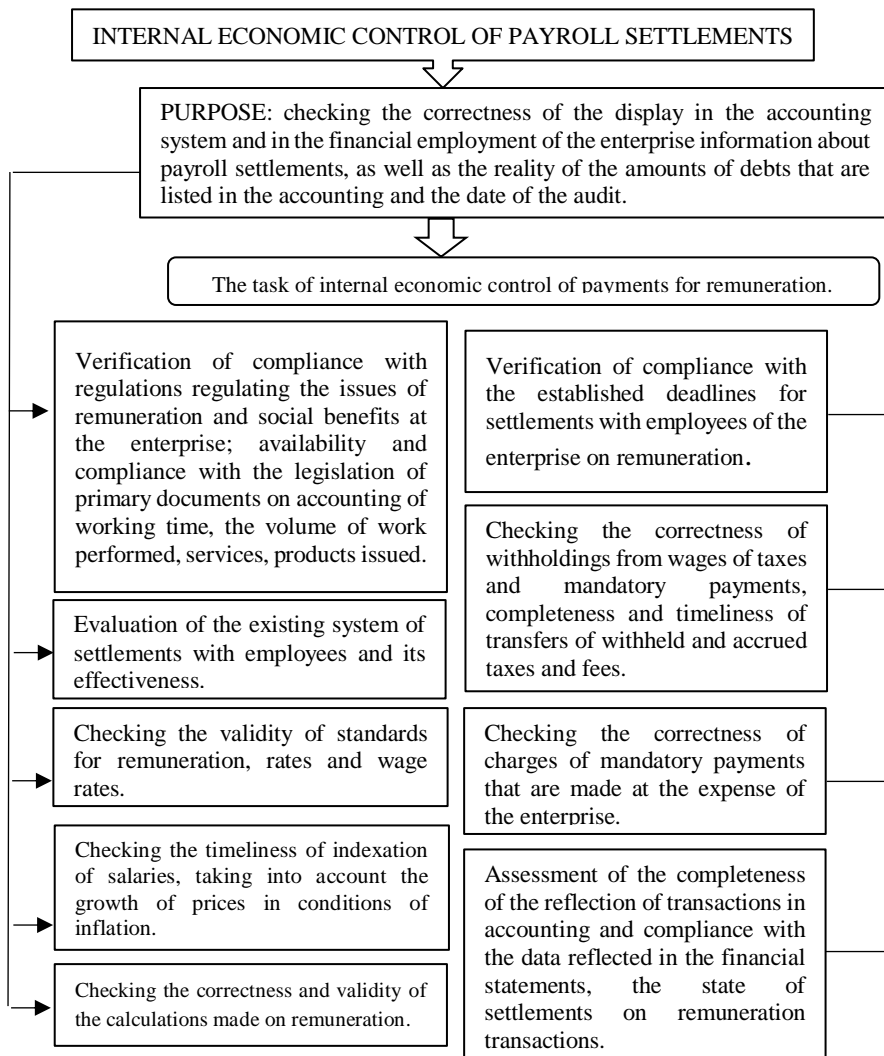 INTERNAL ECONOMIC CONTROL OF PAYROLL SETTLEMENTS
PURPOSE: checking the correctness of the display in the accounting
system and in the financial employment of the enterprise information about
payroll settlements, as well as the reality of the amounts of debts that are
listed in the accounting and the date of the audit.
The task of internal economic control of payments for remuneration.
Verification of compliance with
regulations regulating the issues of
remuneration and social benefits at
the enterprise; availability and
compliance with the legislation of
primary documents on accounting of
working time, the volume of work
performed, services, products issued.
Evaluation of the existing system of
settlements with employees and its
effectiveness.
Checking the validity of standards
for remuneration, rates and wage
rates.
Checking the timeliness of indexation
of salaries, taking into account the
growth of prices in conditions of
inflation.
Checking the correctness and validity of
the calculations made on remuneration.
Verification of compliance with
the established deadlines for
settlements with employees of the
enterprise on remuneration.
Checking the correctness of
withholdings from wages of taxes
and mandatory payments,
completeness and timeliness of
transfers of withheld and accrued
taxes and fees.
Checking the correctness of
charges of mandatory payments
that are made at the expense of
the enterprise.
Assessment of the completeness
of the reflection of transactions in
accounting and compliance with
the data reflected in the financial
statements, the state of
settlements on remuneration
transactions.